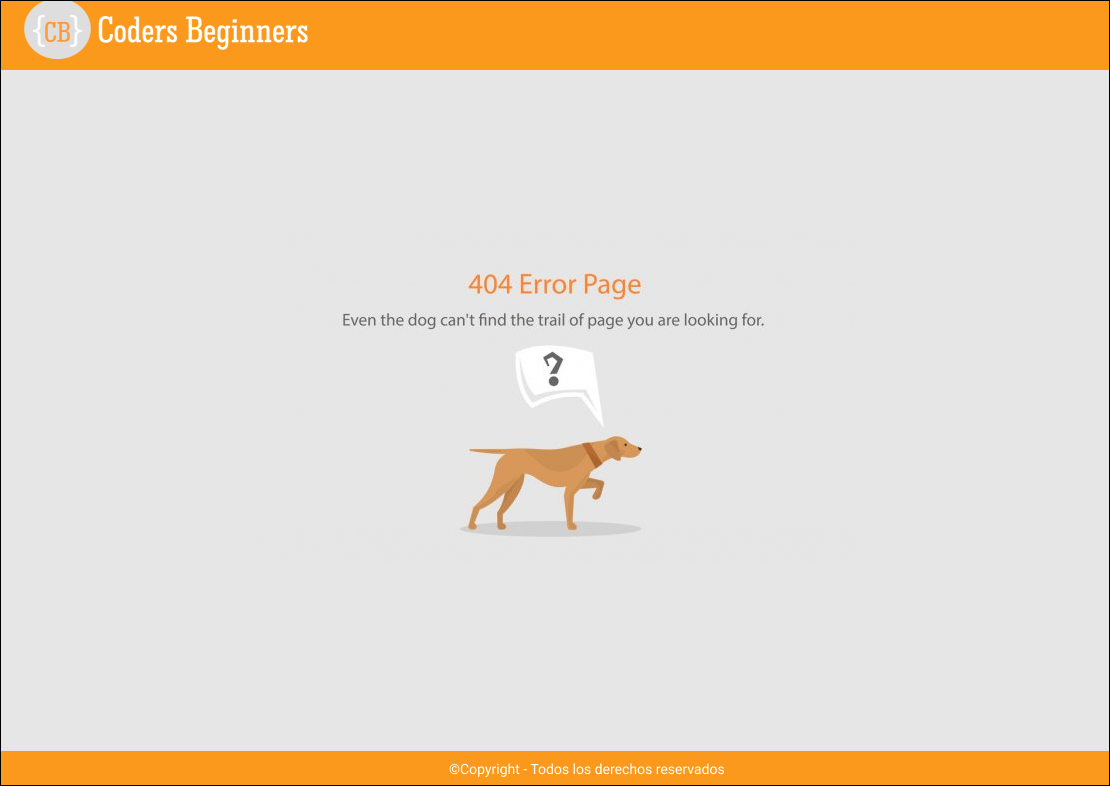 {CB} Coders Beginners
404 Error Page
Even the dog can't find the trail of page you are looking for.
?
©Copyright - Todos los derechos reservados